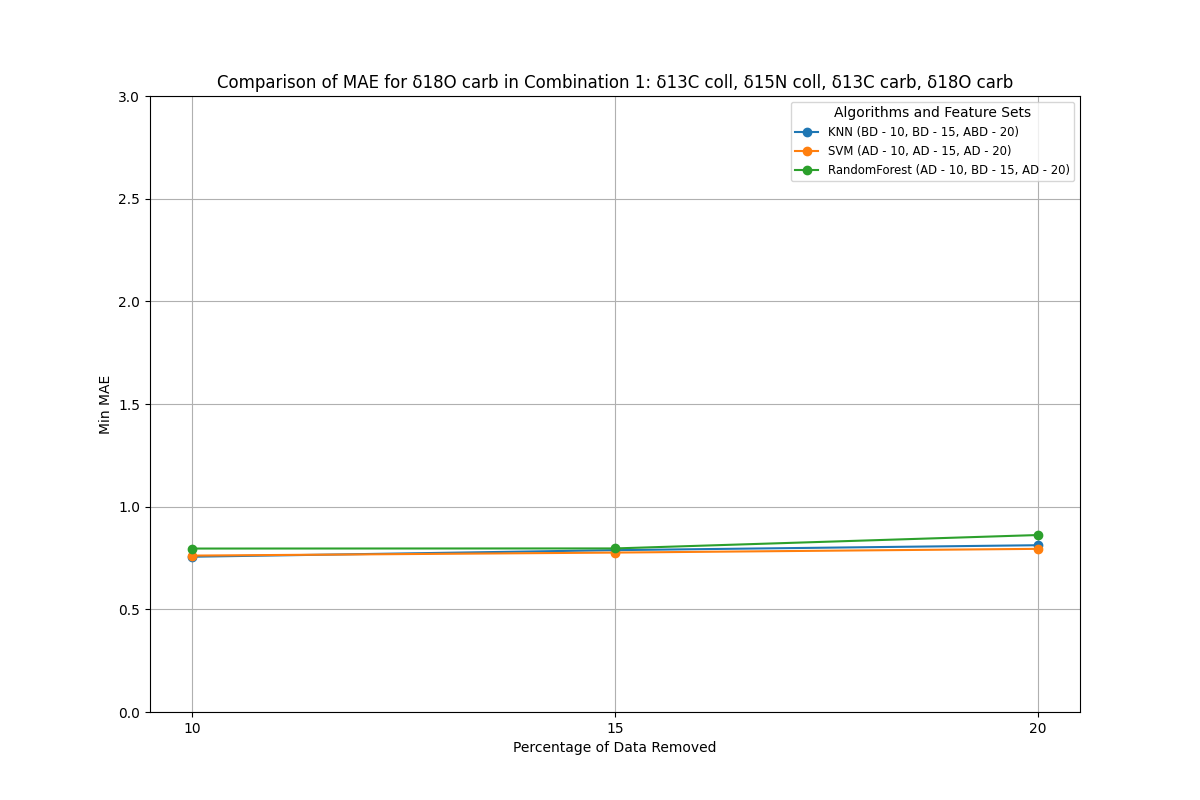 Comparison of MAE for δ18O carb in Combination 1: δ13C coll, δ15N coll, δ13C carb, δ18O carb
3.0
2.5
2.0
1.5
1.0
0.5
0.0
Min MAE
Algorithms and Feature Sets
KNN (BD - 10, BD - 15, ABD - 20)
SVM (AD - 10, AD - 15, AD - 20)
RandomForest (AD - 10, BD - 15, AD - 20)
10
15
20
Percentage of Data Removed